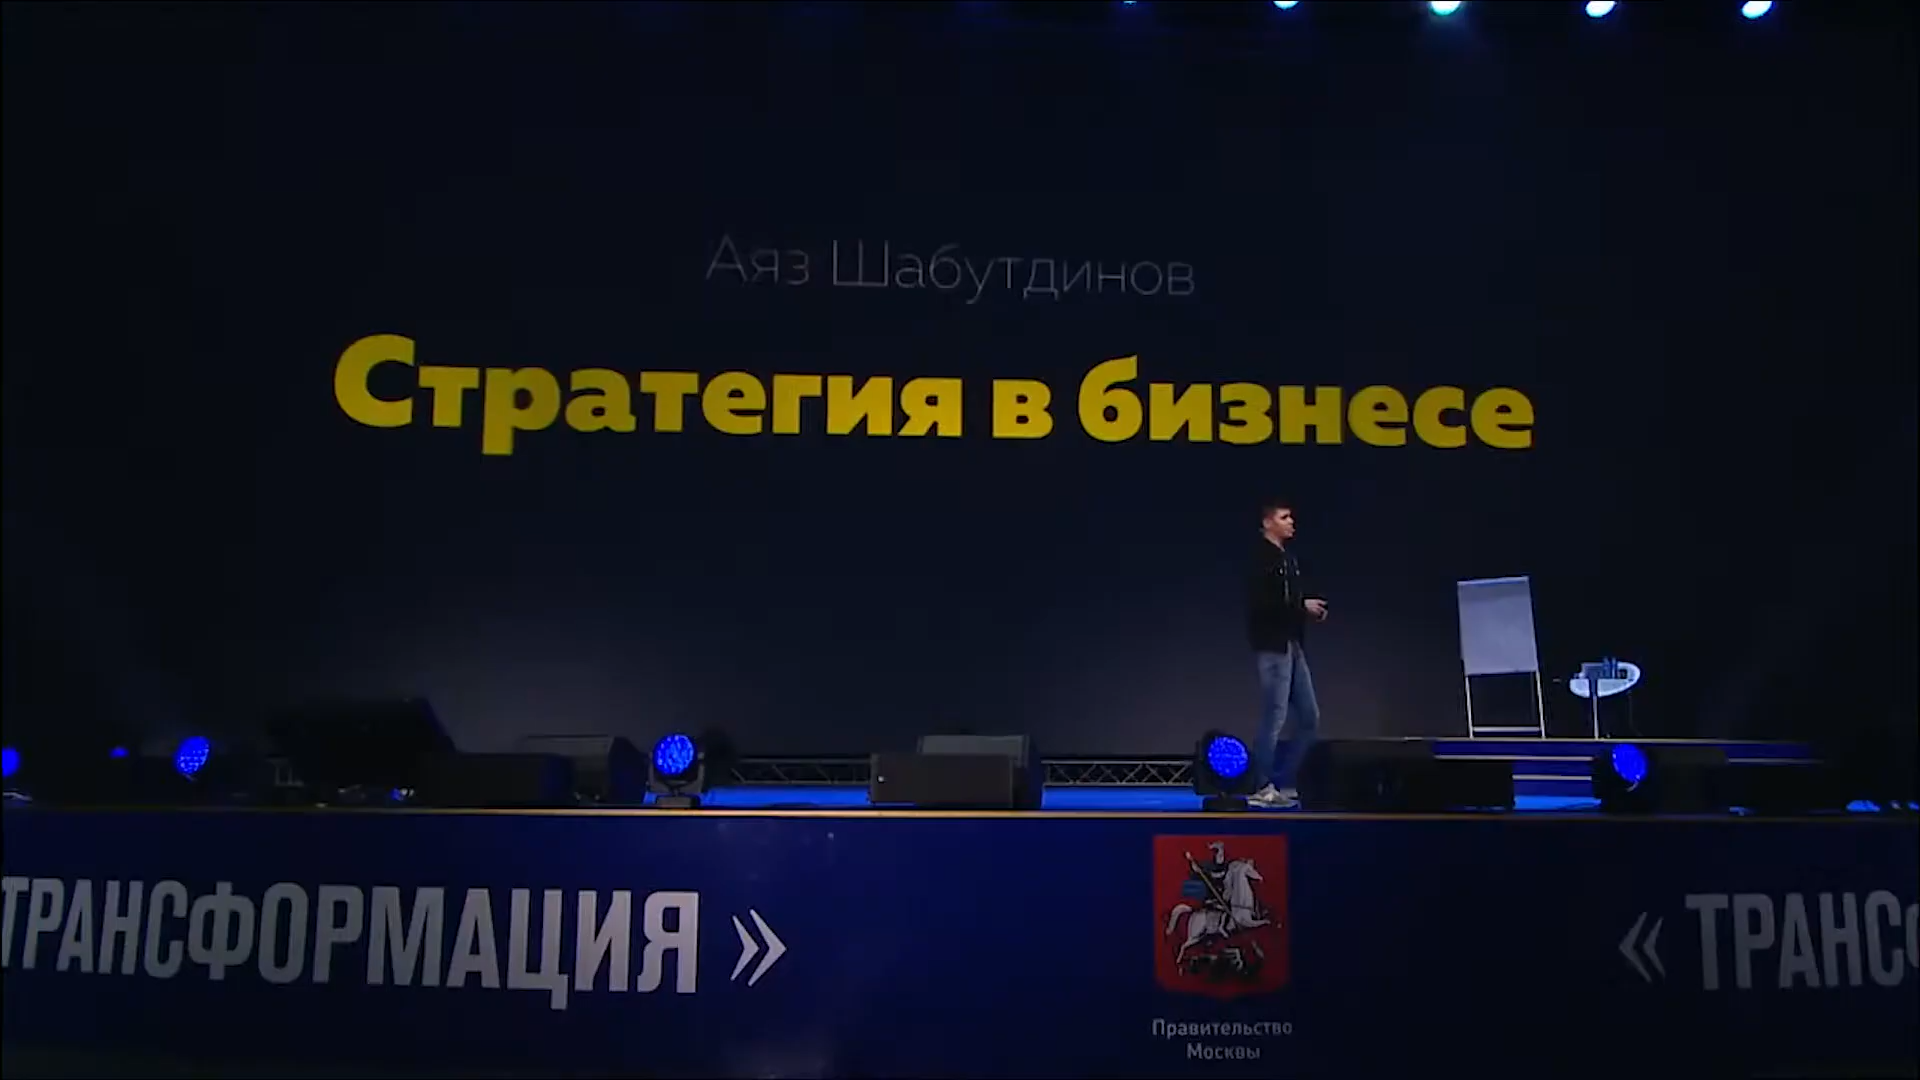 Аяз Шабутдинов
Стратегия в бизнесе
ТРАНСФОРМАЦИЯ »
Правительство
Москвы
« ТРАНС